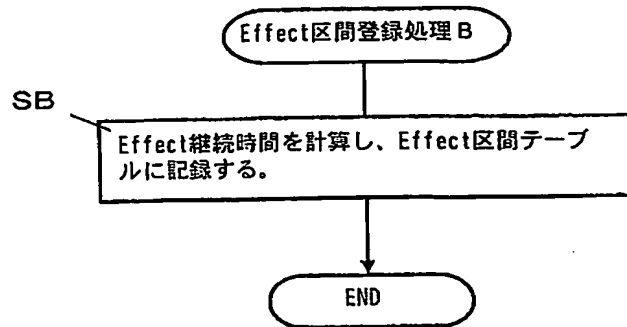 Effect区間登録処理B
SB
Effect継続時間を計算し、Effect区間テーブ
ルに記録する。
END